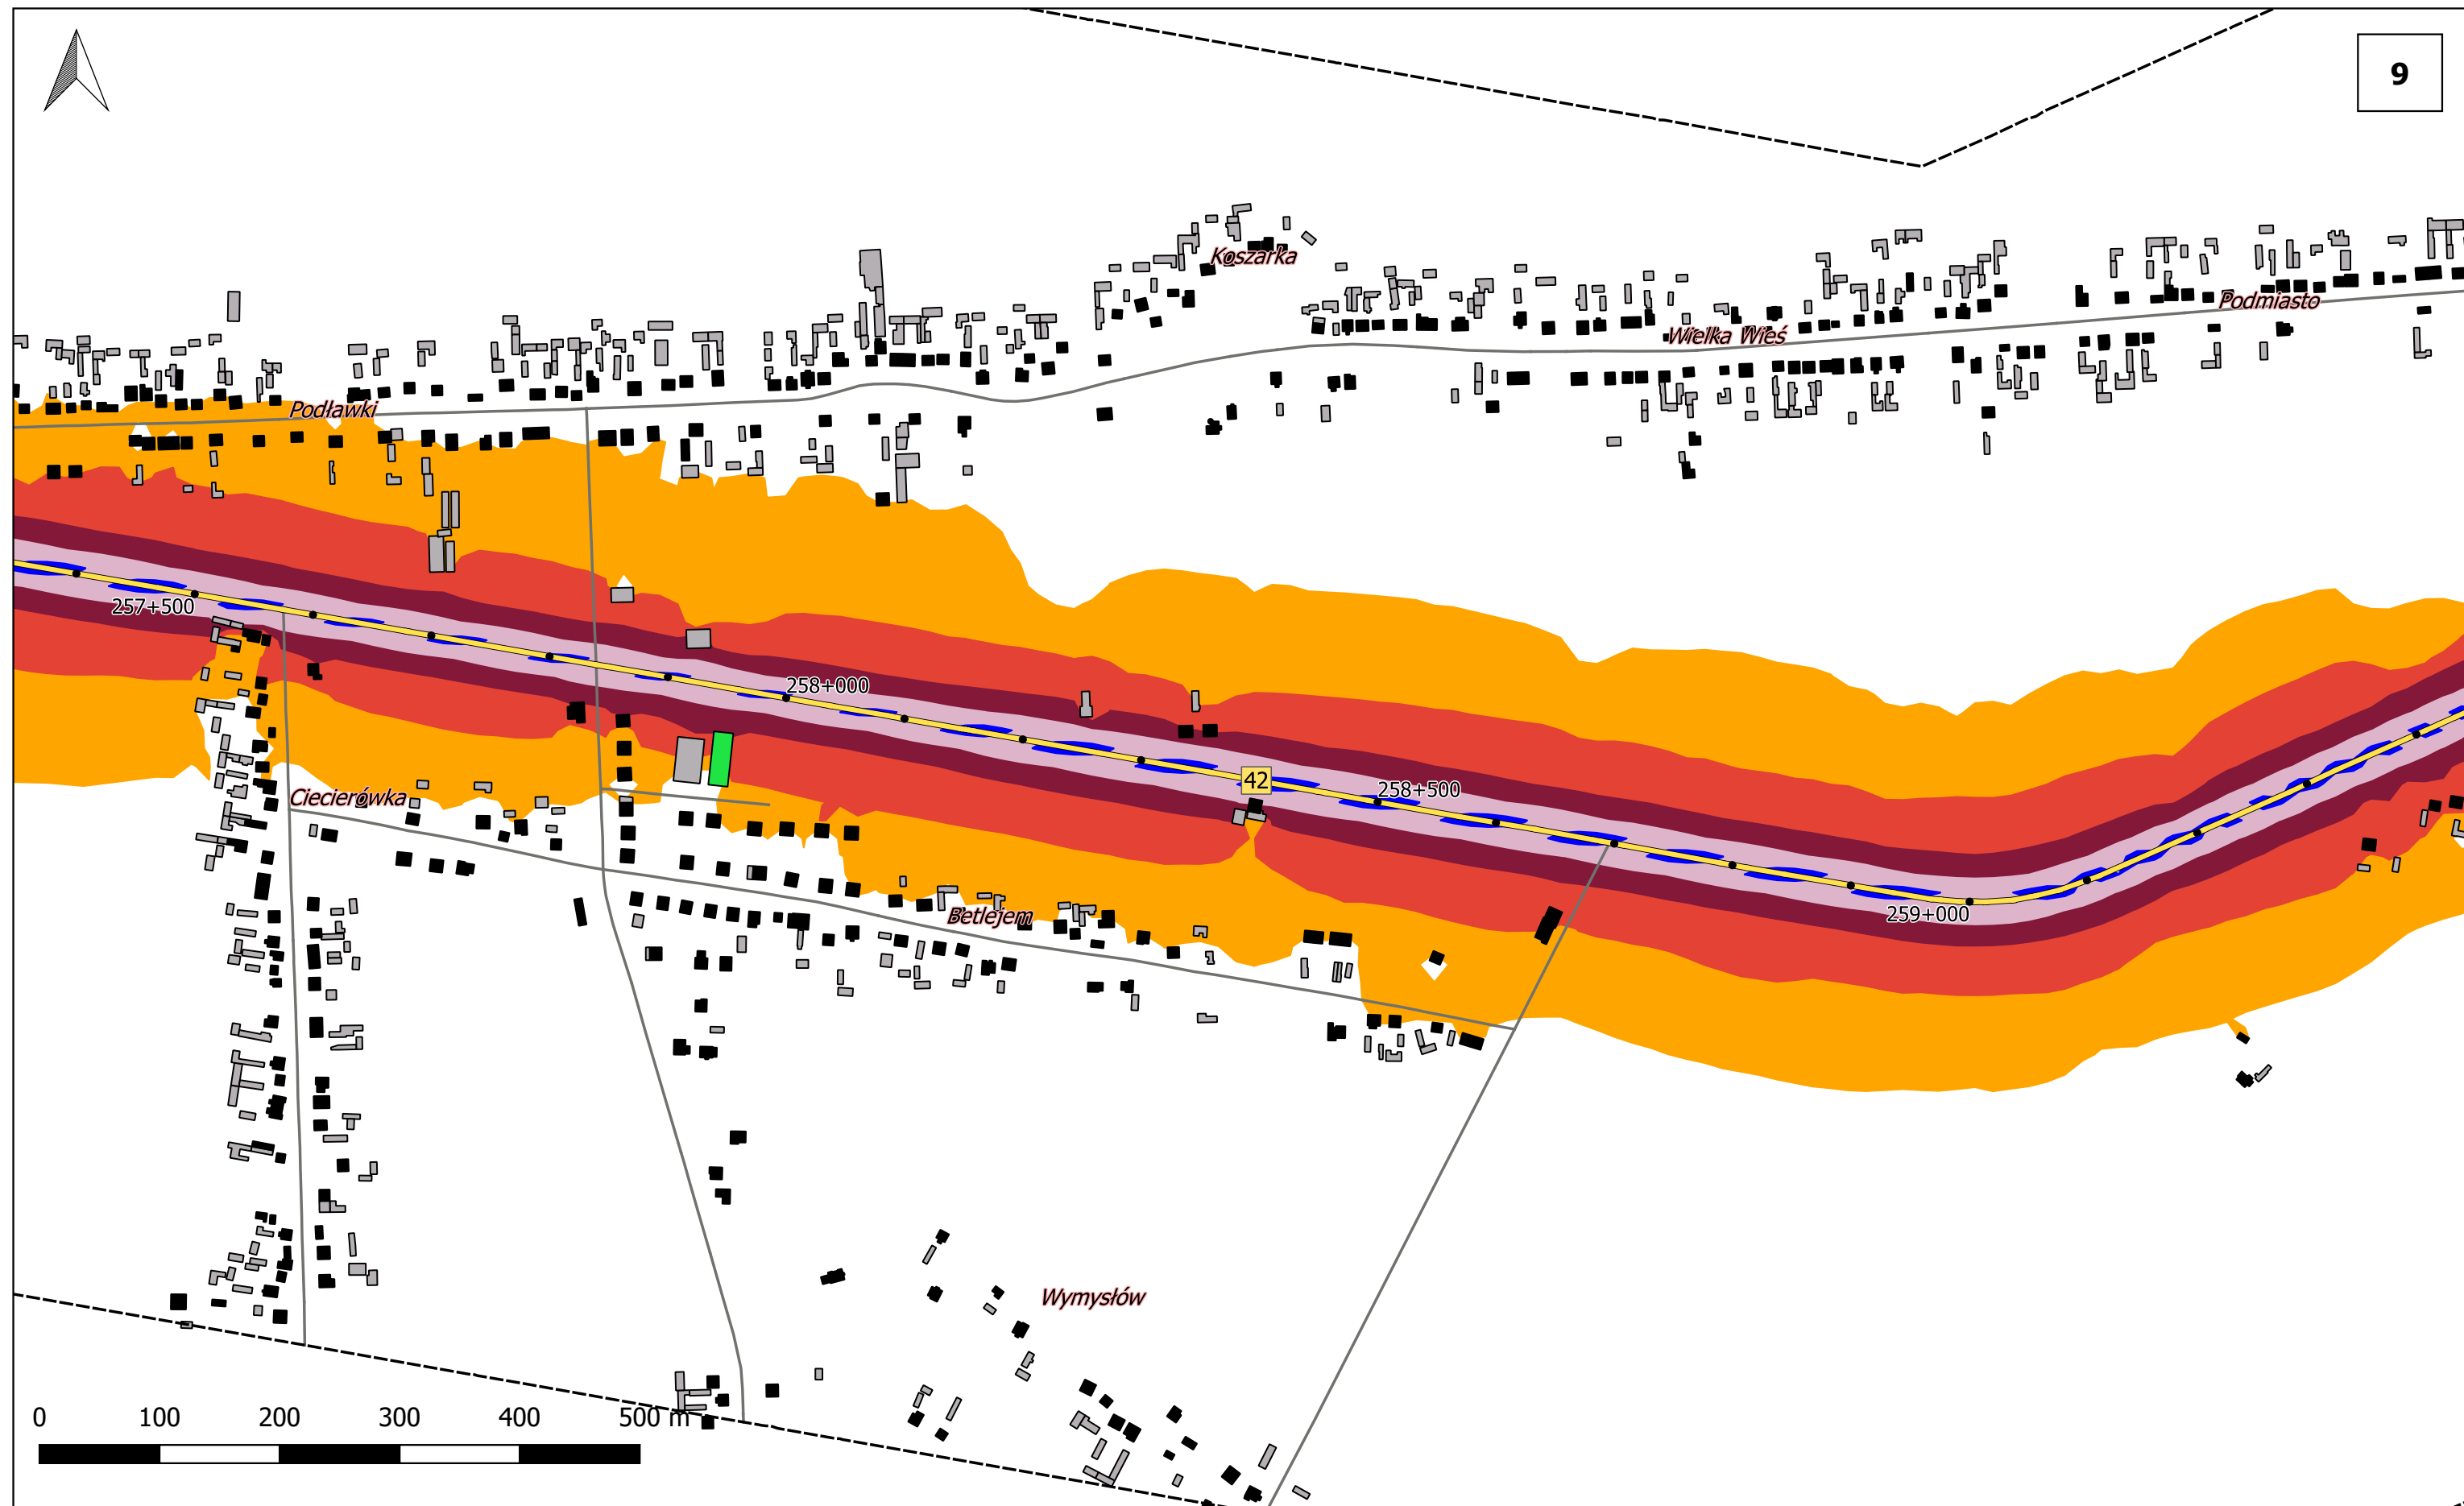 9
Koszarka
Podmiasto
Wielka Wieś
Podławki
257+500
258+000
42
258+500
Ciecierówka
259+000
Betlejem
Wymysłów
0 100 200 300 400 500 m